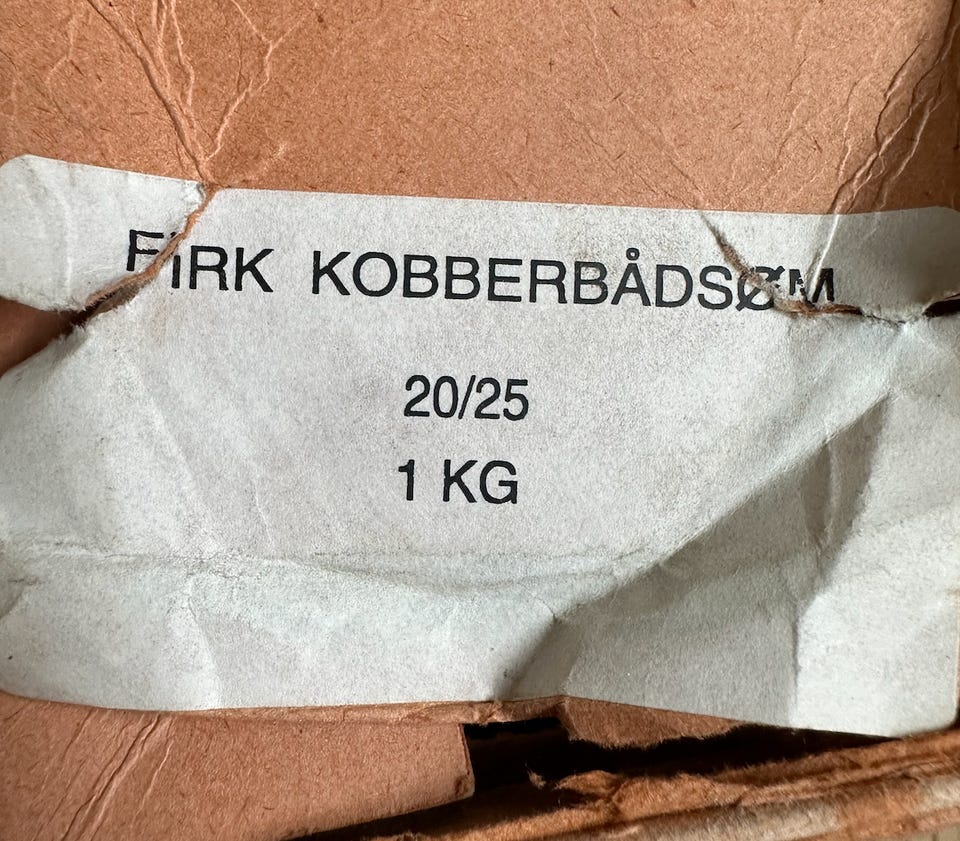 FIRK KOBBERBÅDSØM
20/25
1 KG